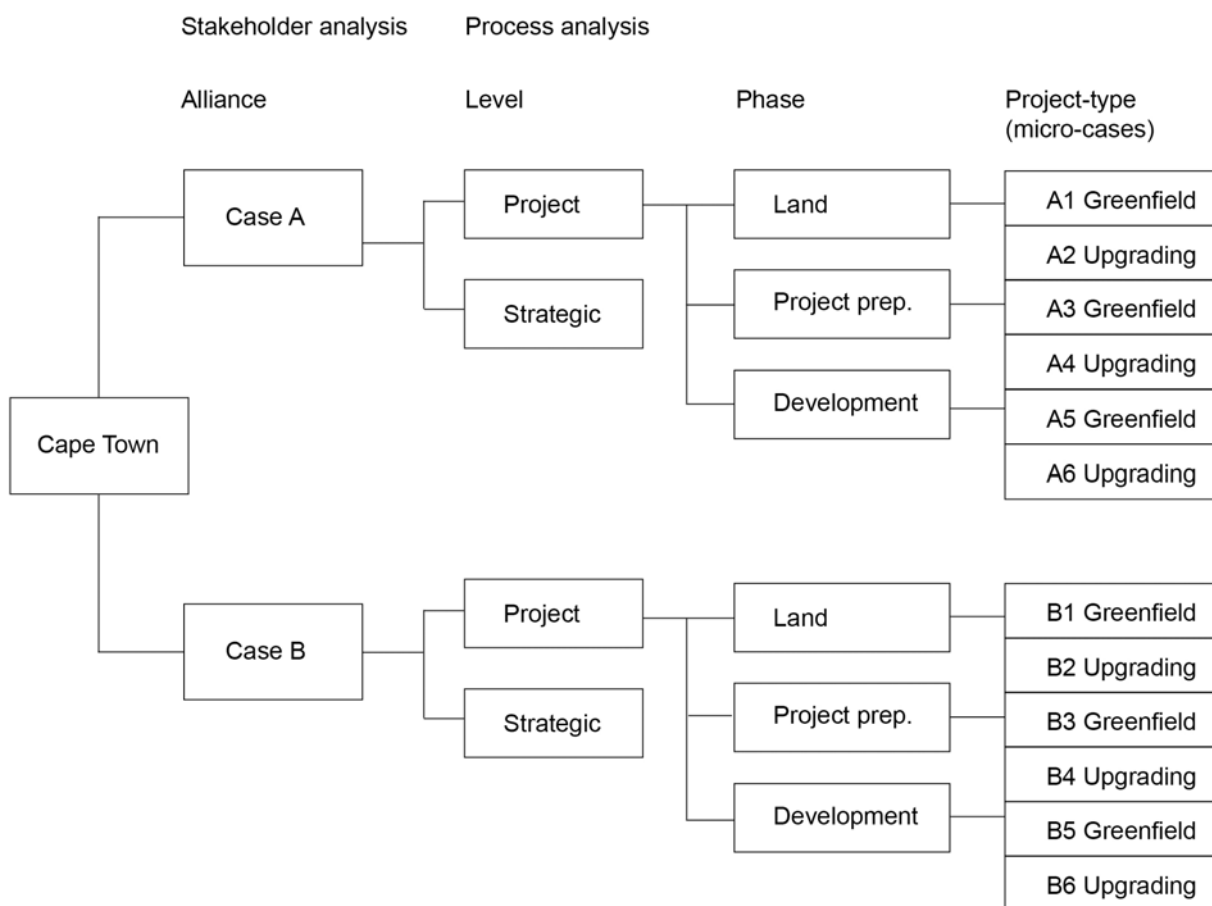 Stakeholder analysis
Process analysis
Alliance
Level
Phase
Project-type
(micro-cases)
Cape Town
Case A
Project
Strategic
Land
Project prep.
Development
A1 Greenfield
A2 Upgrading
A3 Greenfield
A4 Upgrading
A5 Greenfield
A6 Upgrading
Case B
Project
Strategic
Land
Project prep.
Development
B1 Greenfield
B2 Upgrading
B3 Greenfield
B4 Upgrading
B5 Greenfield
B6 Upgrading